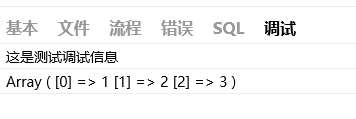 基本 文件 流程 错误 SQL 调试
这是测试调试信息
Array ( [0] => 1 [1] => 2 [2] => 3 )